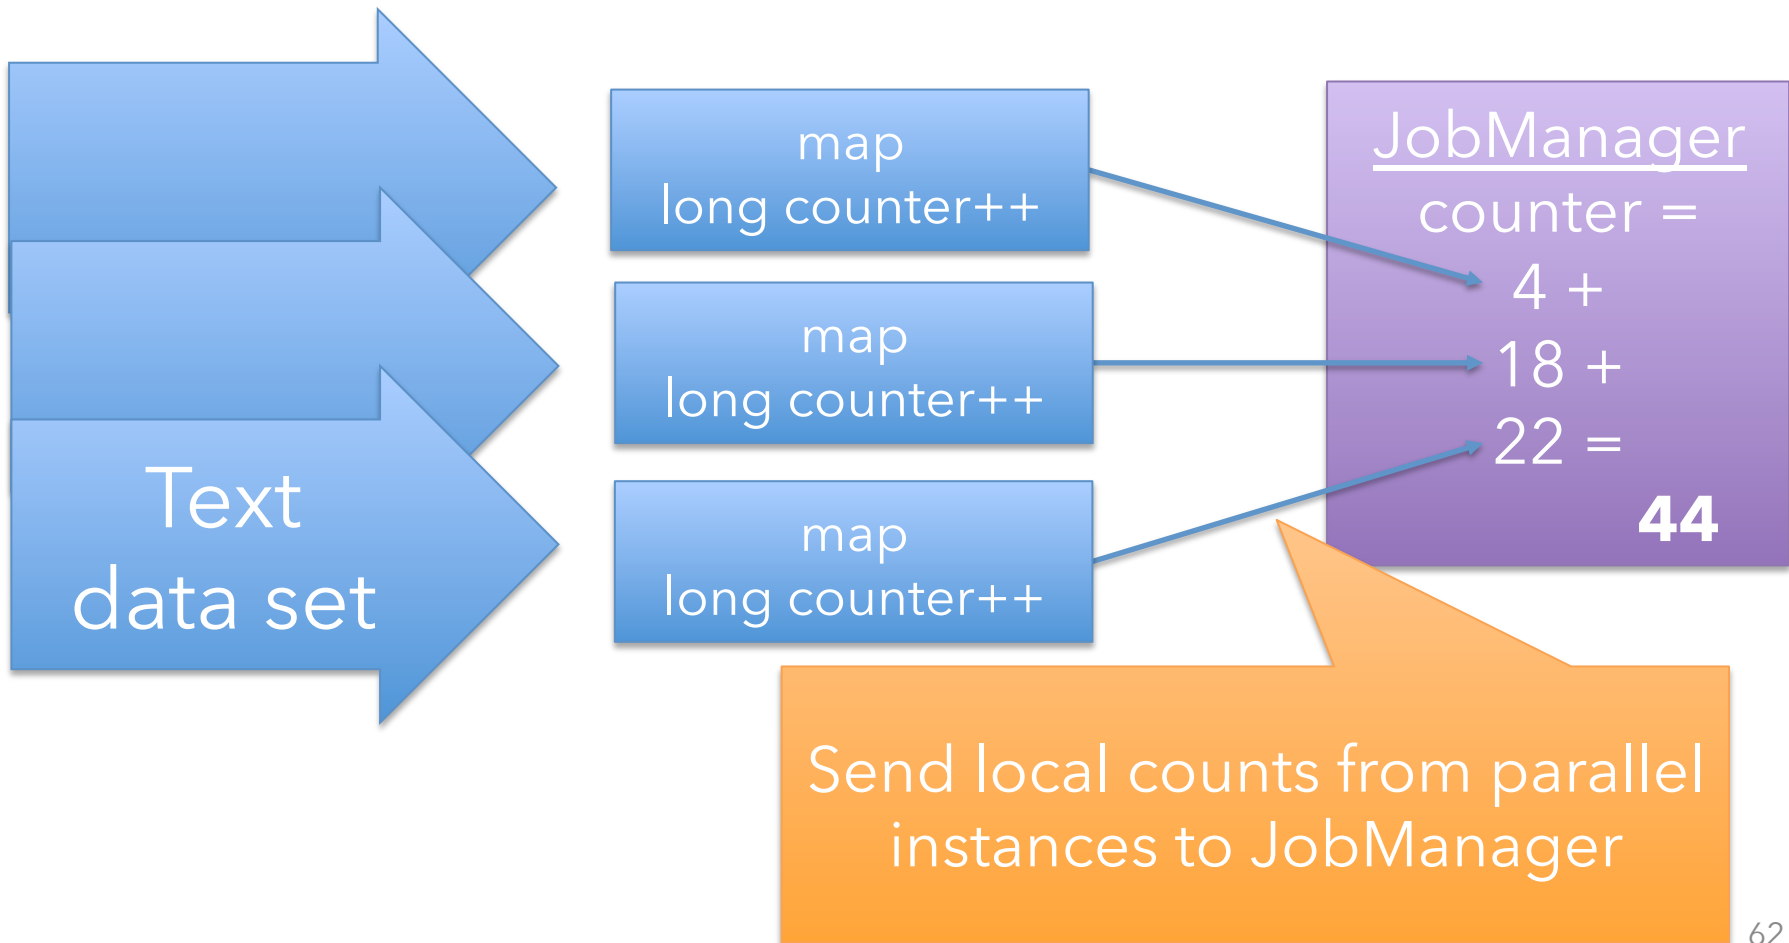 Text
data set
map
long counter++
map
long counter++
map
long counter++
JobManager
counter =
4 +
18 +
22 =
44
Send local counts from parallel
instances to JobManager
62